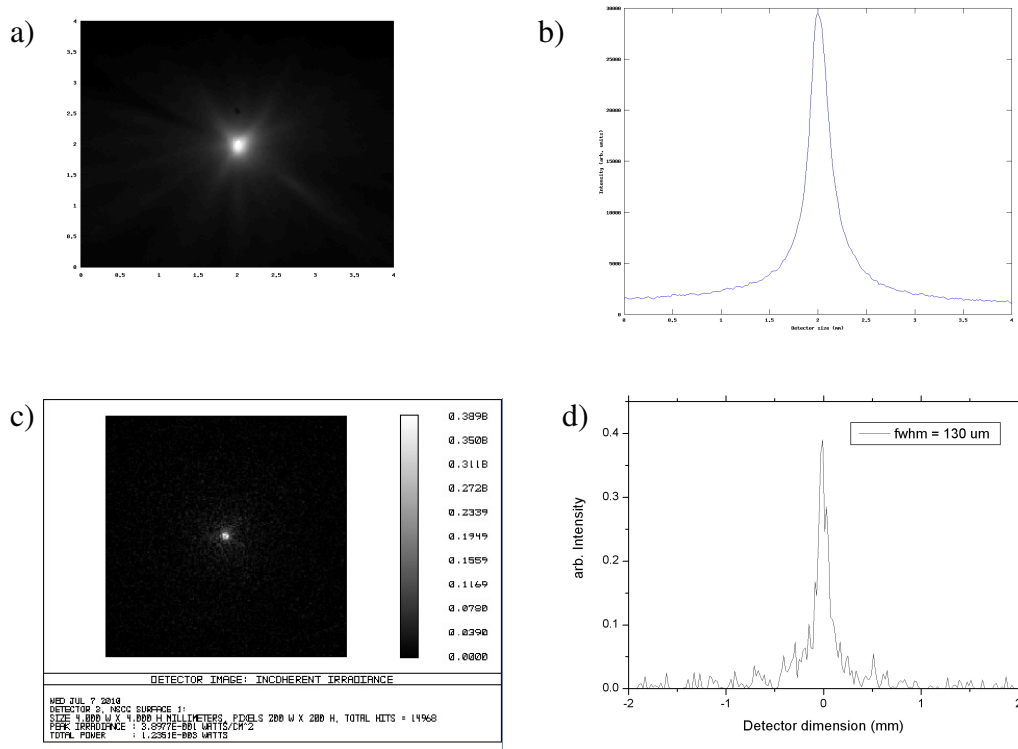 a)
4
3,5
3
2,5
2
1,5
1
0,5
0
0 0,5 1 1,5 2 2,5 3 3,5 4
b)
30000
25000
20000
15000
10000
5000
0
Intensity (arb. units)
0 0,5 1 1,5 2 2,5 3 3,5 4
Detector size (mm)
c)
0.3898
0.3508
0.3118
0.2728
0.2339
0.1949
0.1559
0.1169
0.0780
0.0390
0.0000
DETECTOR IMAGE: INCOHERENT IRRADIANCE
WED JUL 7 2010
DETECTOR 2, NSCG SURFACE 1:
SIZE 4.000 W X 4.000 H MILLIMETERS, PIXELS 200 W X 200 H, TOTAL HITS = 14968
PEAK IRRADIANCE : 3.8977E-001 WATTS/CM^2
TOTAL POWER : 1.2351E-003 WATTS
d)
fwhm = 130 um
0.4
0.3
0.2
0.1
0.0
arb. Intensity
-2 -1 0 1 2
Detector dimension (mm)